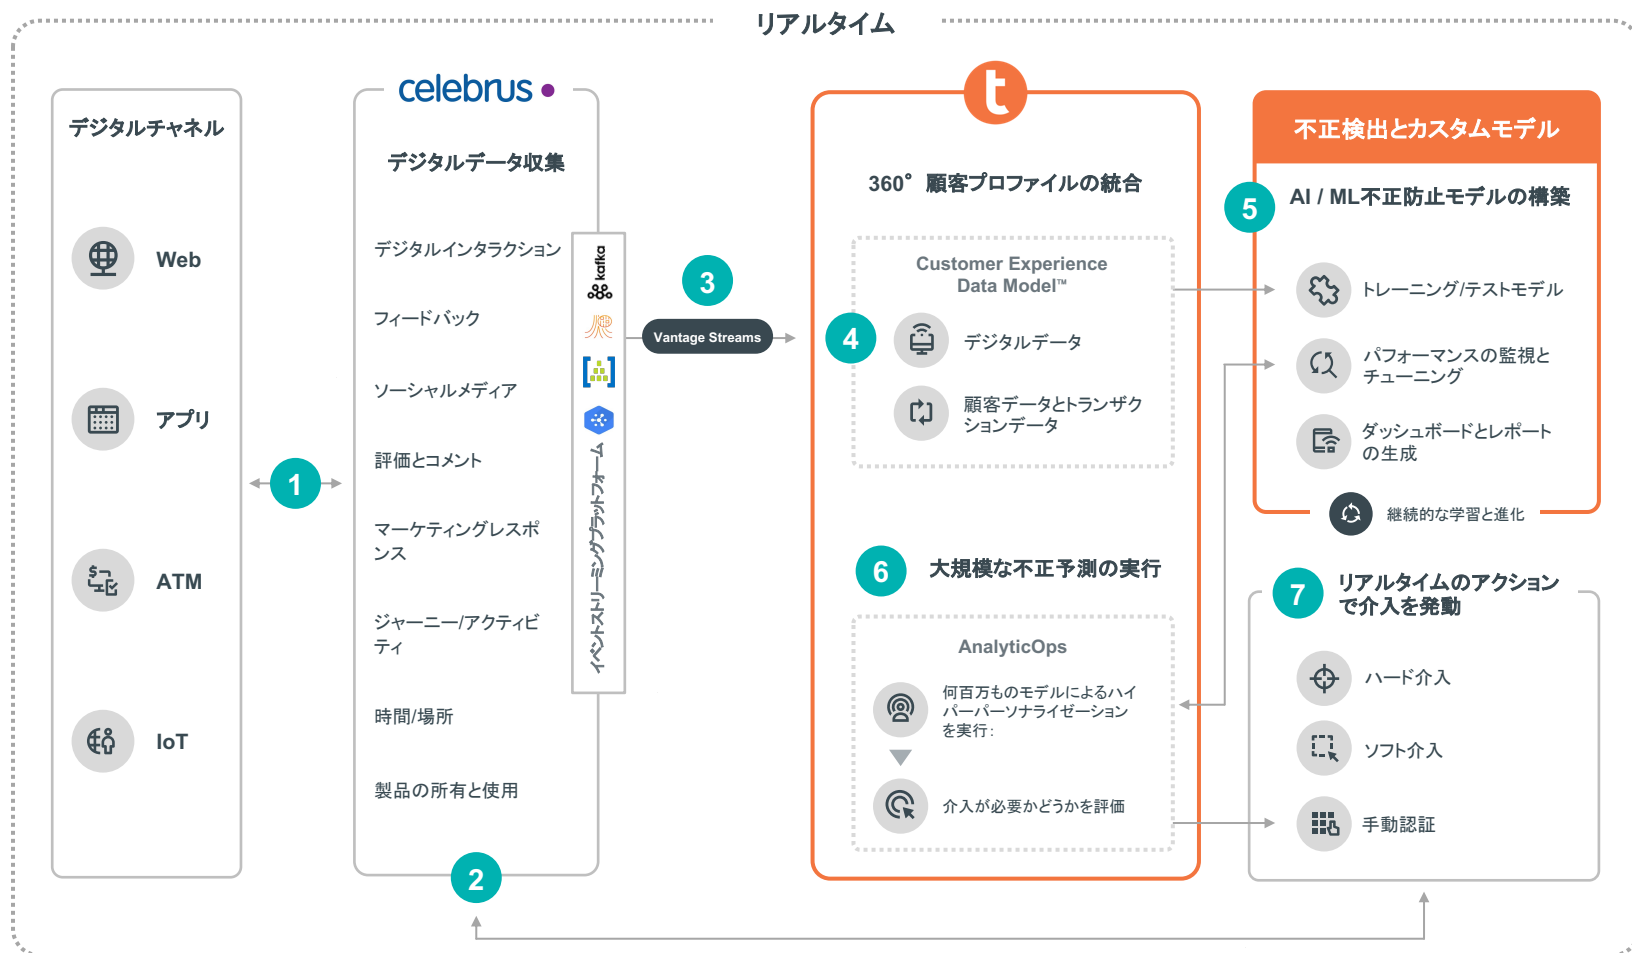 リアルタイム
デジタルチャネル
Web
アプリ
ATM
IoT
1
celebrus
デジタルデータ収集
デジタルインタラクション
フィードバック
ソーシャルメディア
評価とコメント
マーケティングレスポ
ンス
ジャーニー/アクティビ
ティ
時間/場所
製品の所有と使用
2
kafka
イベントストリーミングプラットフォーム
3
Vantage Streams
t
360°顧客プロファイルの統合
Customer Experience
Data Model™
4
デジタルデータ
顧客データとトランザク
ションデータ
6
大規模な不正予測の実行
AnalyticOps
何百万ものモデルによるハイ
パーパーソナライゼーション
を実行:
介入が必要かどうかを評価
不正検出とカスタムモデル
5
AI / ML不正防止モデルの構築
トレーニング/テストモデル
パフォーマンスの監視と
チューニング
ダッシュボードとレポート
の生成
継続的な学習と進化
7
リアルタイムのアクション
で介入を発動
ハード介入
ソフト介入
手動認証